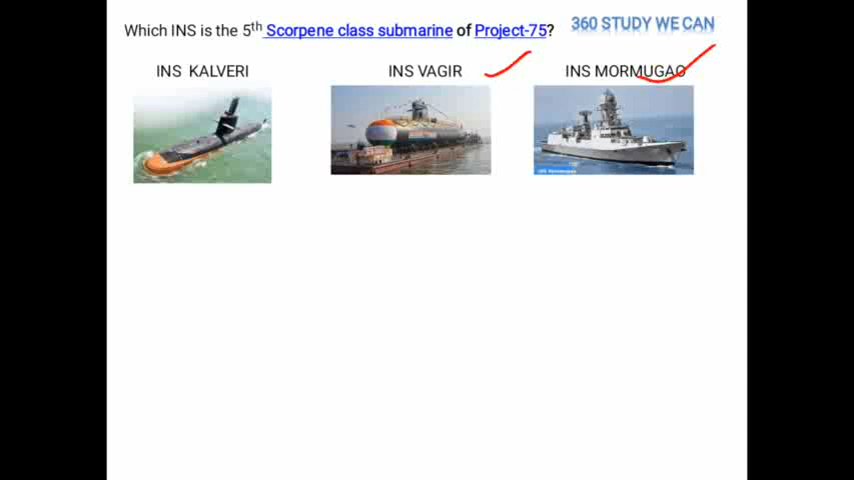 Which INS is the 5th Scorpene class submarine of Project-75?
360 STUDY WE CAN
INS KALVERI
INS VAGIR
INS MORMUGAO